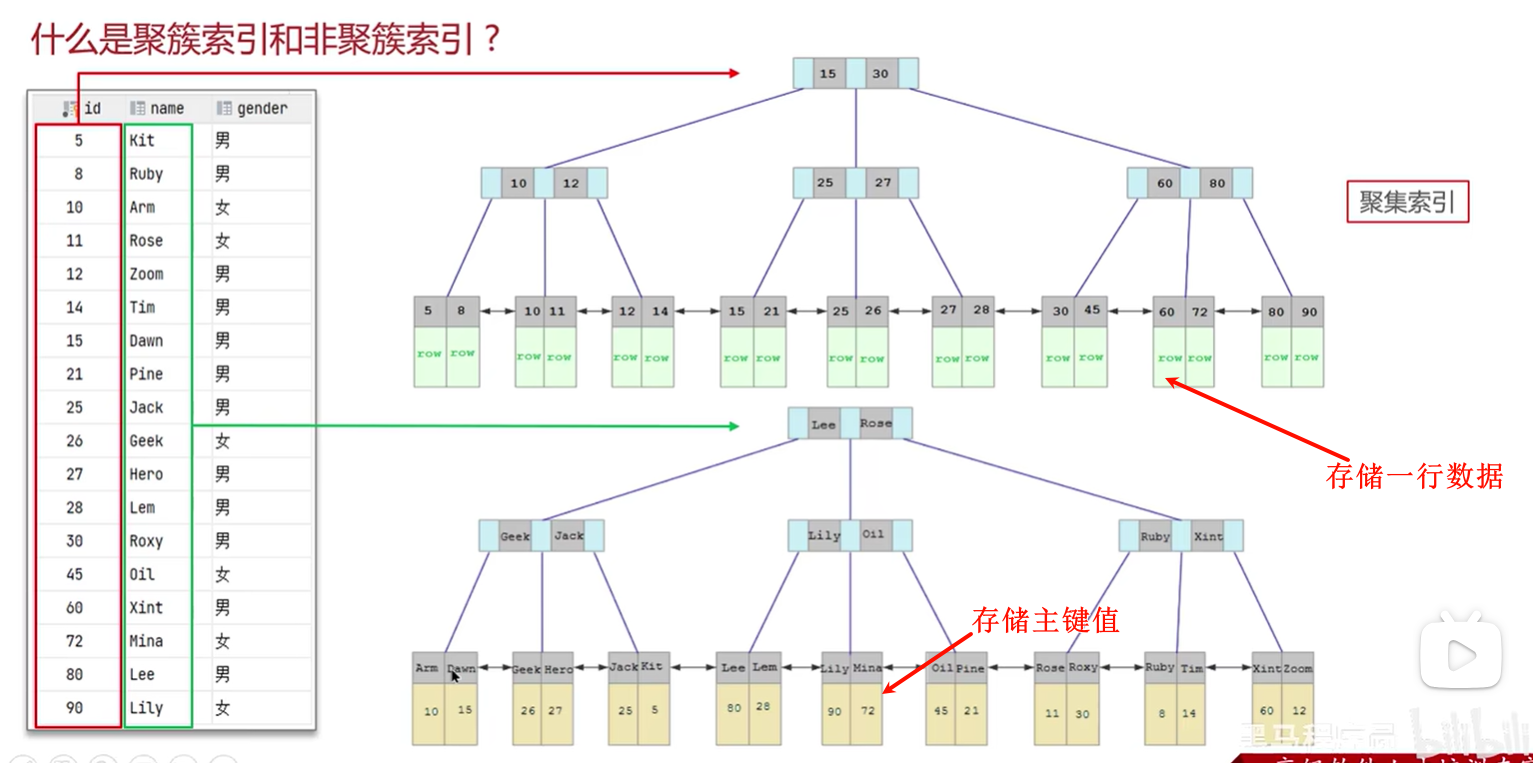 什么是聚簇索引和非聚簇索引？
id name gender
5 Kit 男
8 Ruby 男
10 Arm 女
11 Rose 女
12 Zoom 男
14 Tim 男
15 Dawn 男
21 Pine 男
25 Jack 男
26 Geek 女
27 Hero 男
28 Lem 男
30 Roxy 男
45 Oil 女
60 Xint 男
72 Mina 女
80 Lee 男
90 Lily 女
15 30
10 12 25 27 60 80
聚集索引
5 8 10 11 12 14 15 21 25 26 27 28 30 45 60 72 80 90
row row row row row row row row row row row row row row row row row row
存储一行数据
Lee Rose
Geek Jack Lily Oil Ruby Xint
存储主键值
Arm Dawn Geek Hero Jack Kit Lee Lem Lily Mina Oil Pine Rose Roxy Ruby Tim Xint Zoom
10 15 26 27 25 5 80 28 90 72 45 21 11 30 8 14 60 12
黑马程序员 bilibili